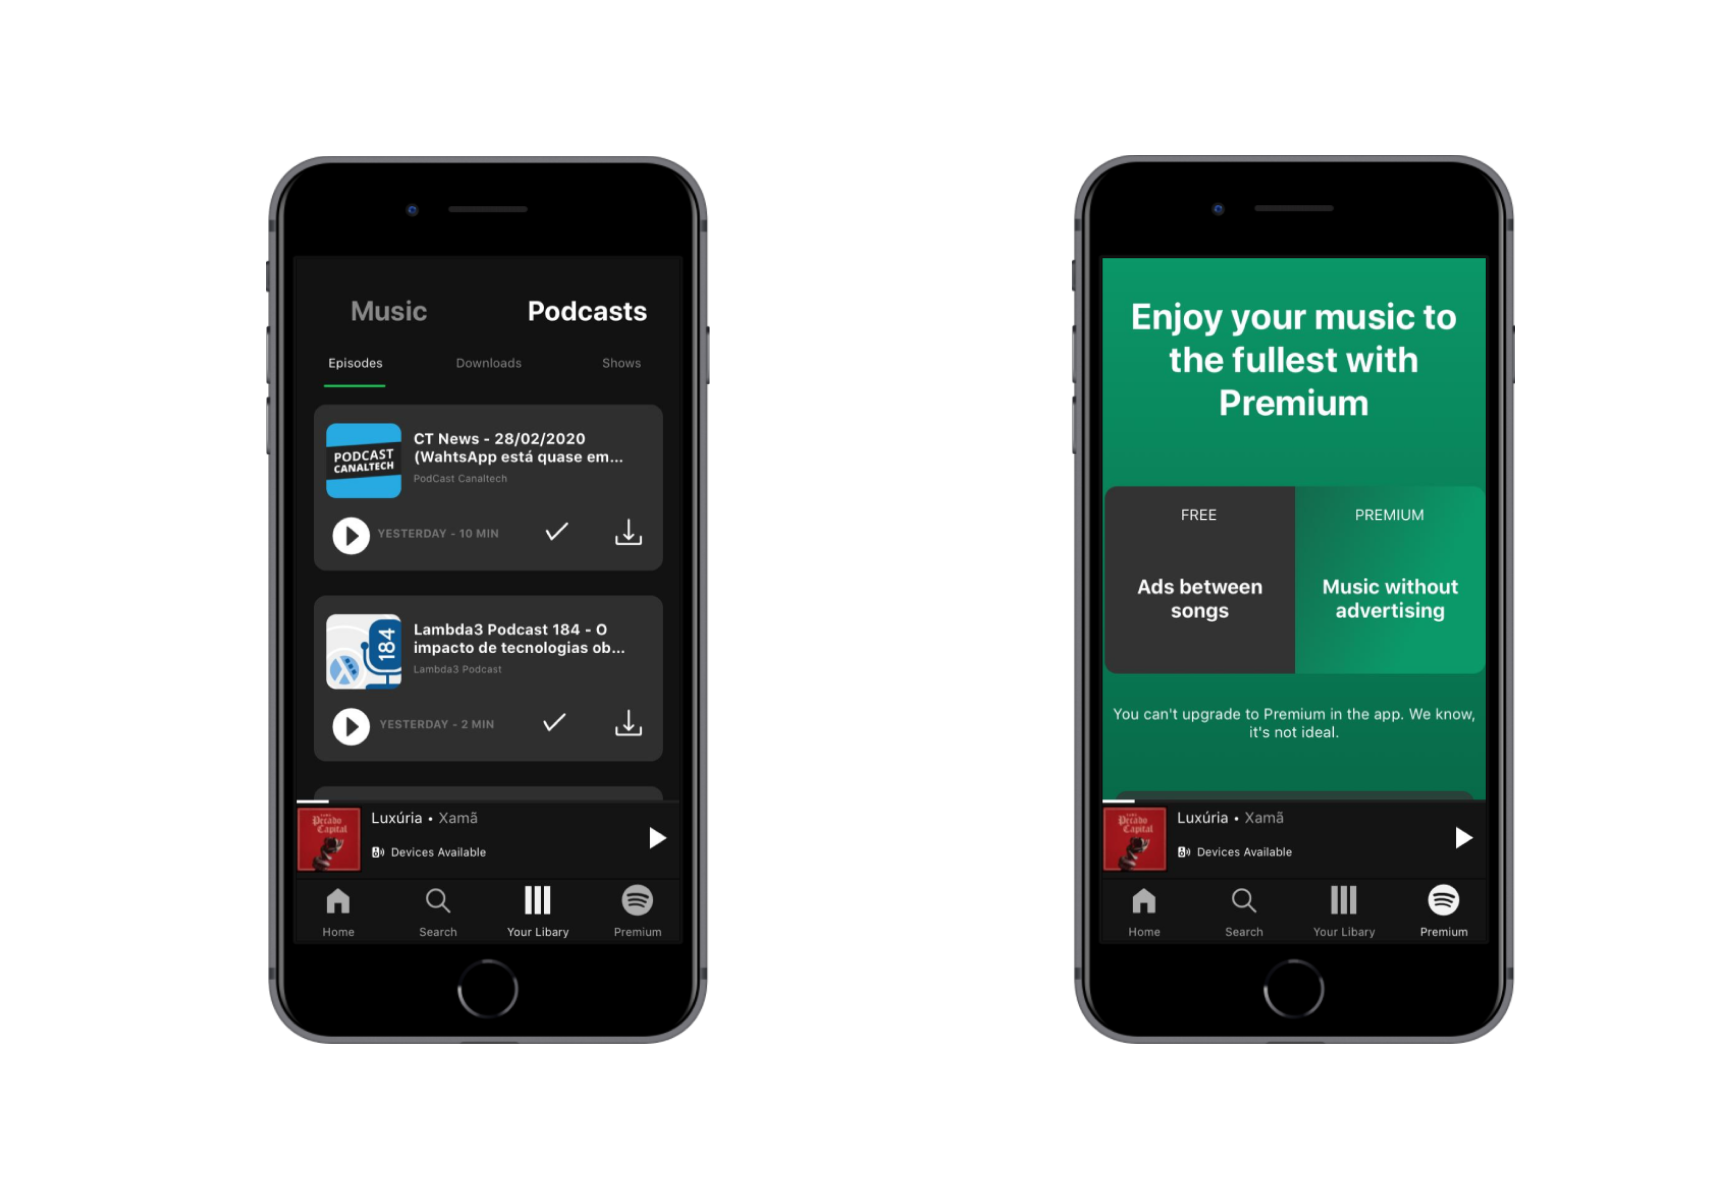 Music Podcasts
Episodes Downloads Shows
PODCAST
CANALTECH
CT News - 28/02/2020
(WahtsApp está quase em...
PodCast Canaltech
YESTERDAY - 10 MIN
184
Lambda3 Podcast 184 - O
impacto de tecnologias ob...
Lambda3 Podcast
YESTERDAY - 2 MIN
Pecado
Capital
Luxúria • Xamã
Devices Available
Home Search Your Libary Premium
Enjoy your music to
the fullest with
Premium
FREE
Ads between
songs
PREMIUM
Music without
advertising
You can't upgrade to Premium in the app. We know,
it's not ideal.
Pecado
Capital
Luxúria • Xamã
Devices Available
Home Search Your Libary Premium